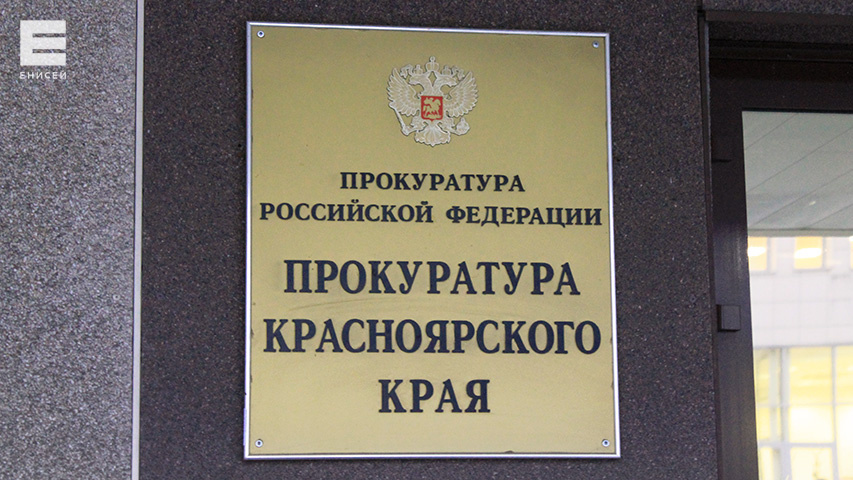 ЕНИСЕЙ
ПРОКУРАТУРА
РОССИЙСКОЙ ФЕДЕРАЦИИ
ПРОКУРАТУРА
КРАСНОЯРСКОГО
КРАЯ